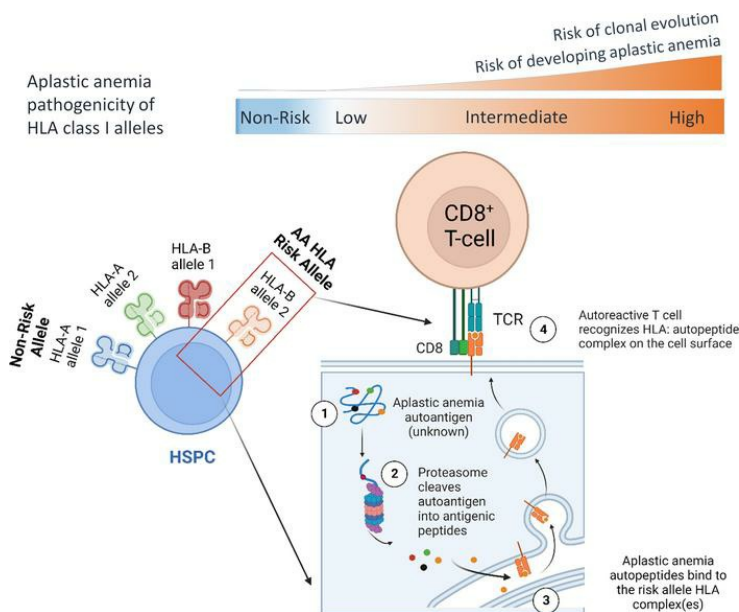 Risk of clonal evolution
Risk of developing aplastic anemia
Aplastic anemia
pathogenicity of
HLA class I alleles
Non-Risk
Low
Intermediate
High
CD8+
T-cell
AA HLA
Risk Allele
HLA-B
allele 1
HLA-B
allele 2
HLA-A
allele 2
Non-Risk
Allele
HLA-A
allele 1
HSPC
TCR
CD8
4
Autoreactive T cell
recognizes HLA: autopeptide
complex on the cell surface
1
Aplastic anemia
autoantigen
(unknown)
2
Proteasome
cleaves
autoantigen
into antigenic
peptides
3
Aplastic anemia
autopeptides bind to
the risk allele HLA
complex(es)